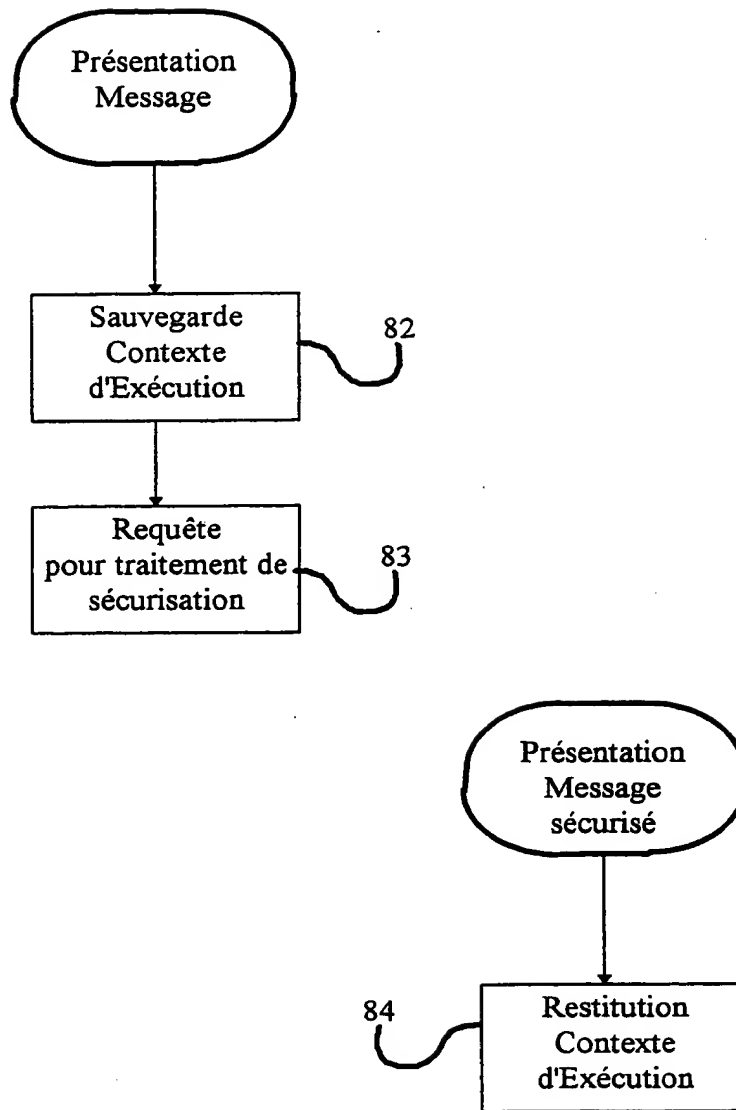 Présentation
Message
Sauvegarde
Contexte
d'Exécution
82
Requête
pour traitement de
sécurisation
83
Présentation
Message
sécurisé
84
Restitution
Contexte
d'Exécution